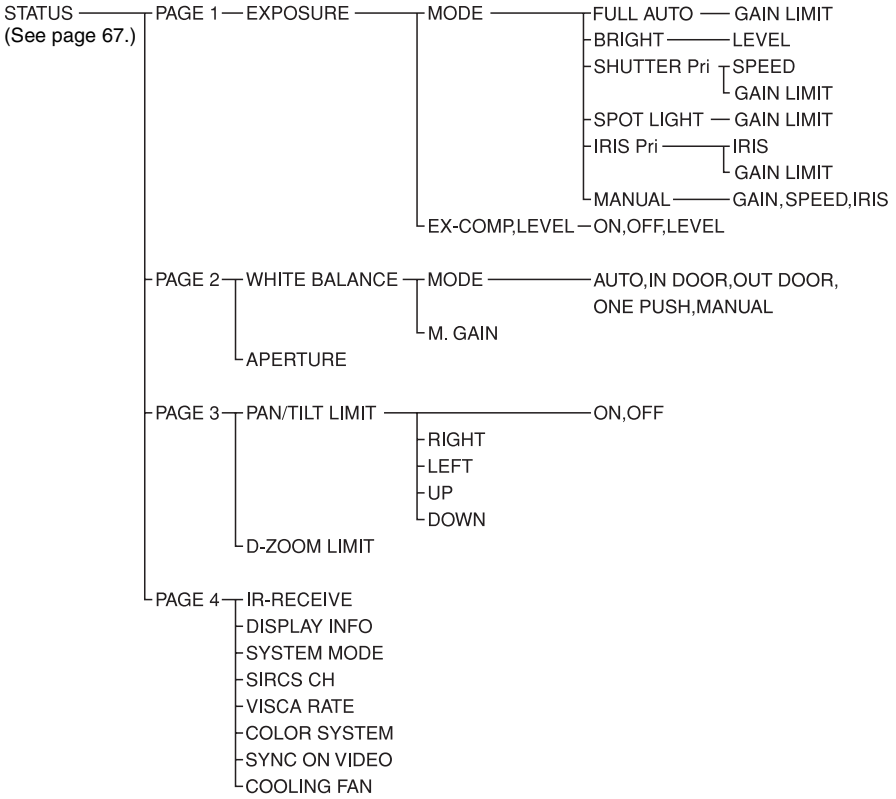 STATUS PAGE 1 EXPOSURE MODE FULL AUTO GAIN LIMIT
(See page 67.) BRIGHT LEVEL
SHUTTER Pri SPEED
GAIN LIMIT
SPOT LIGHT GAIN LIMIT
IRIS Pri IRIS
GAIN LIMIT
MANUAL GAIN,SPEED,IRIS
EX-COMP,LEVEL ON,OFF,LEVEL
PAGE 2 WHITE BALANCE MODE AUTO,IN DOOR,OUT DOOR,
ONE PUSH,MANUAL
M. GAIN
APERTURE
PAGE 3 PAN/TILT LIMIT ON,OFF
RIGHT
LEFT
UP
DOWN
D-ZOOM LIMIT
PAGE 4 IR-RECEIVE
DISPLAY INFO
SYSTEM MODE
SIRCS CH
VISCA RATE
COLOR SYSTEM
SYNC ON VIDEO
COOLING FAN